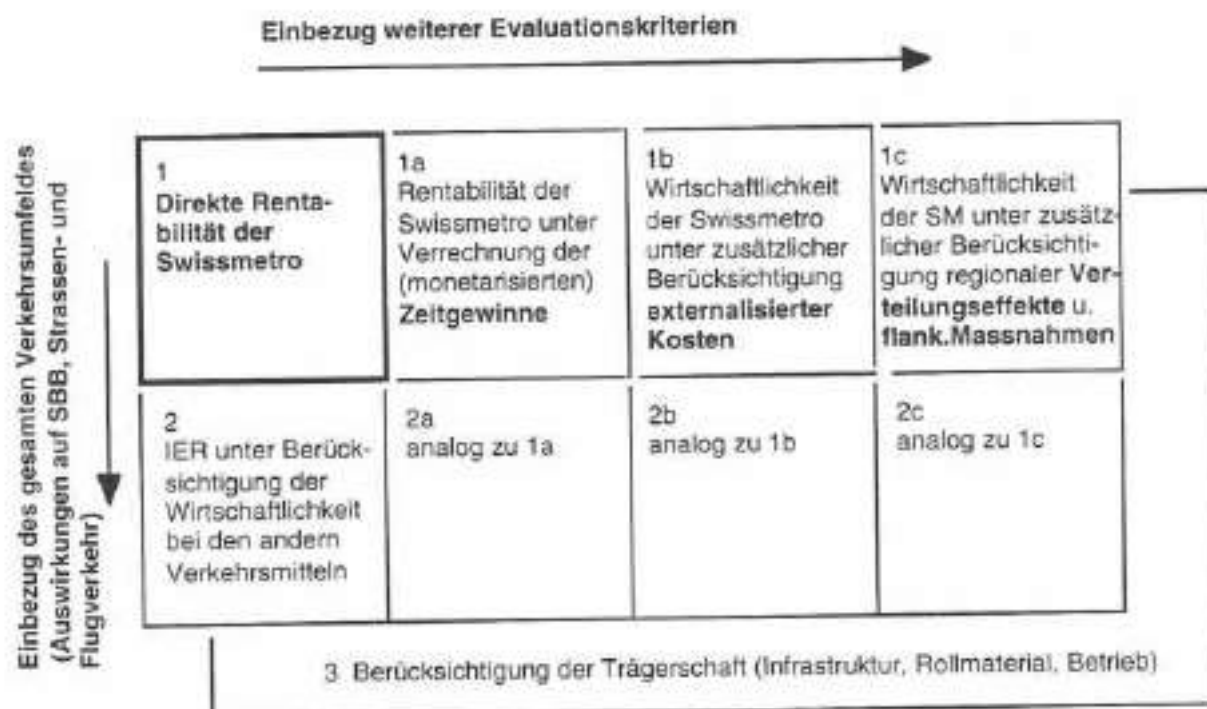 Einbezug weiterer Evaluationskriterien
Einbezug des gesamten Verkehrsumfeldes
(Auswirkungen auf SBB, Strassen- und
Flugverkehr)
1
Direkte Renta-
bilität der
Swissmetro
1a
Rentabilität der
Swissmetro unter
Verrechnung der
(monetarisierten)
Zeitgewinne
1b
Wirtschaftlichkeit
der Swissmetro
unter zusätzlicher
Berücksichtigung
externalisierter
Kosten
1c
Wirtschaftlichkeit
der SM unter zusätz-
licher Berücksichti-
gung regionaler Ver-
teilungseffekte u.
flank.Massnahmen
2
IER unter Berück-
sichtigung der
Wirtschaftlichkeit
bei den andern
Verkehrsmitteln
2a
analog zu 1a
2b
analog zu 1b
2c
analog zu 1c
3 Berücksichtigung der Trägerschaft (Infrastruktur, Rollmaterial, Betrieb)